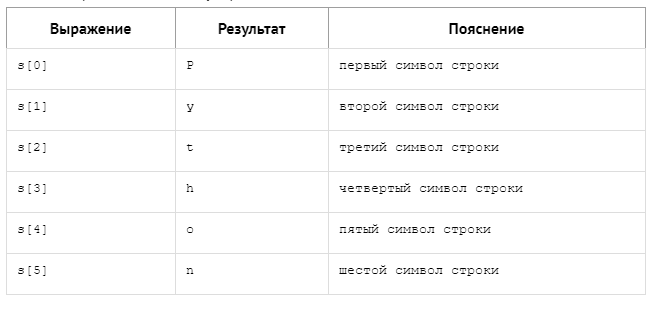 Выражение Результат Пояснение
s[0] P первый символ строки
s[1] y второй символ строки
s[2] t третий символ строки
s[3] h четвертый символ строки
s[4] o пятый символ строки
s[5] n шестой символ строки